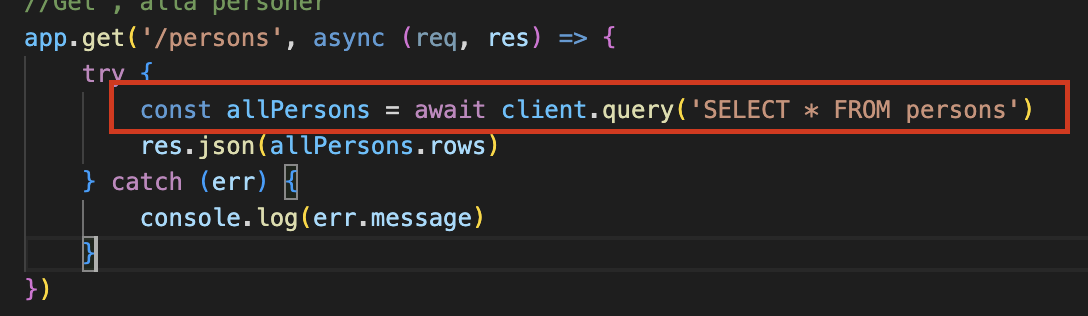 //Get , alla personer
app.get('/persons', async (req, res) => {
try {
const allPersons = await client.query('SELECT * FROM persons')
res.json(allPersons.rows)
} catch (err) {
console.log(err.message)
}
})